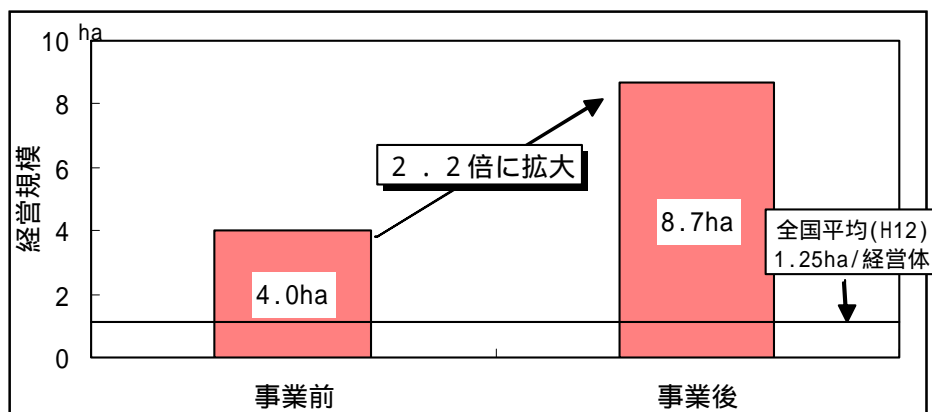 ha
10
8
6
4
2
0
経営規模
２．２倍に拡大
4.0ha
8.7ha
全国平均(H12)
1.25ha/経営体
事業前
事業後